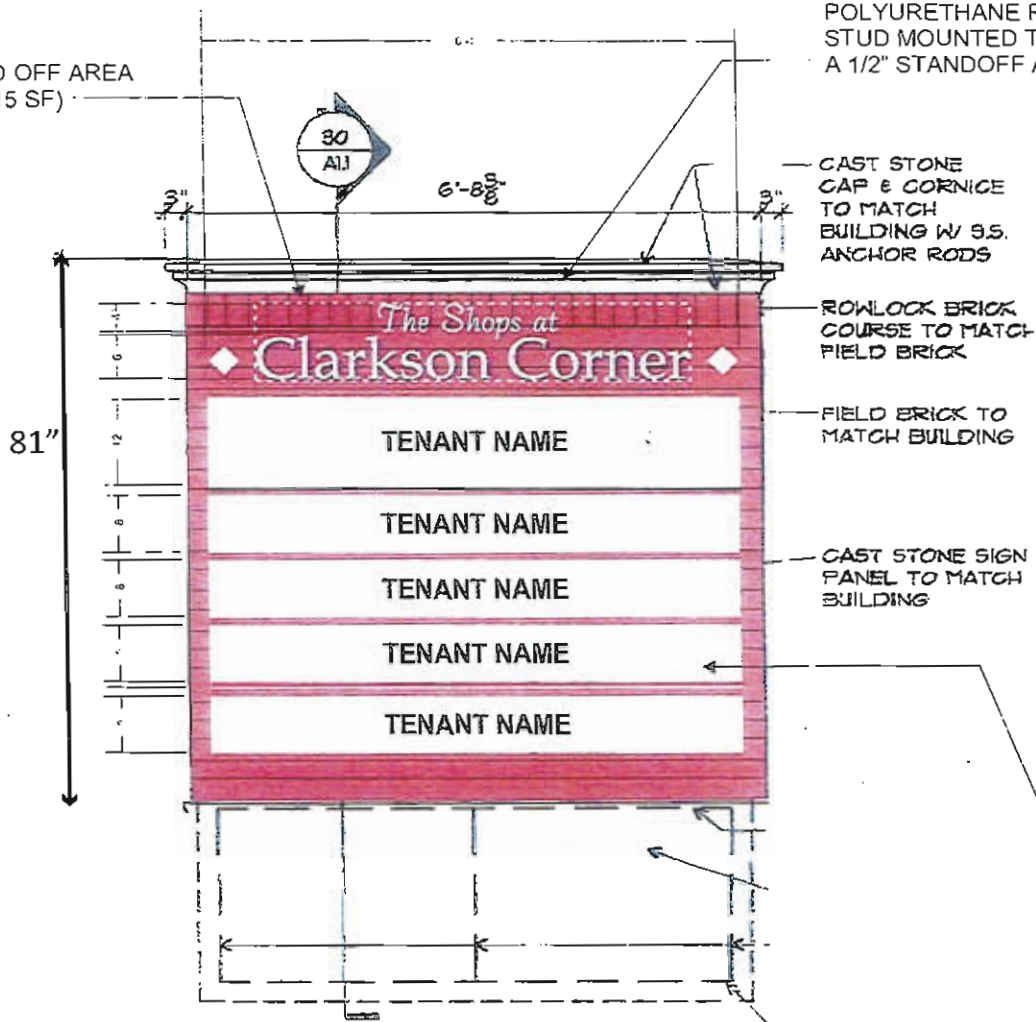 POLYURETHANE
STUD MOUNTED
A 1/2" STANDOFF
OFF AREA
15 SF)
30
A1.1
3"
6'-8 5/8"
3"
CAST STONE
CAP & CORNICE
TO MATCH
BUILDING W/ S.S.
ANCHOR RODS
ROWLOCK BRICK
COURSE TO MATCH
FIELD BRICK
The Shops at
Clarkson Corner
FIELD BRICK TO
MATCH BUILDING
81"
12
TENANT NAME
8
TENANT NAME
CAST STONE SIGN
PANEL TO MATCH
BUILDING
8
TENANT NAME
TENANT NAME
TENANT NAME